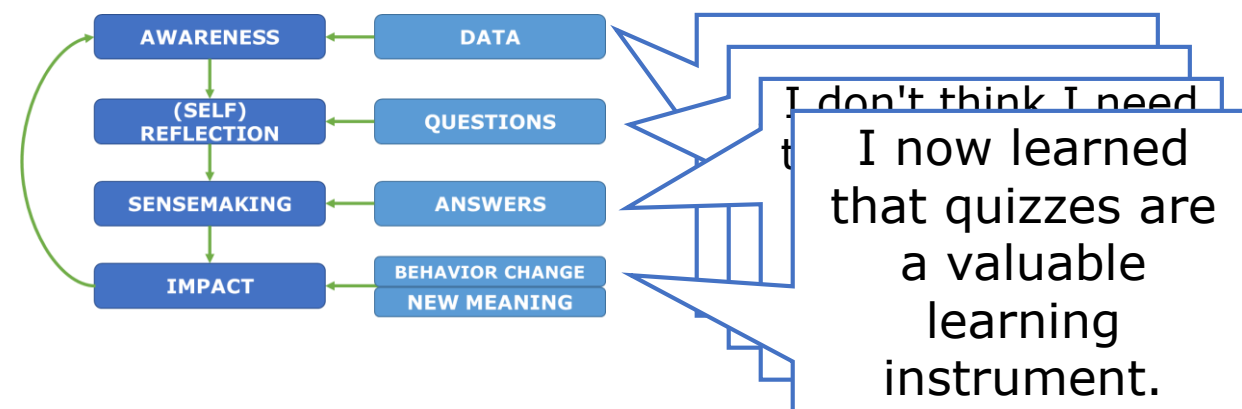 AWARENESS
DATA
(SELF)
REFLECTION
QUESTIONS
SENSEMAKING
ANSWERS
IMPACT
BEHAVIOR CHANGE
NEW MEANING
I don't think I need
I now learned
that quizzes are
a valuable
learning
instrument.